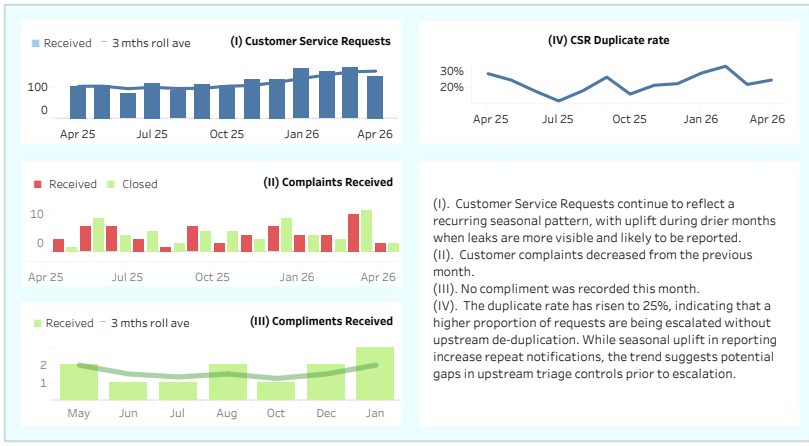 Received 3 mths roll ave (I) Customer Service Requests
100
0
Apr 25 Jul 25 Oct 25 Jan 26 Apr 26
(IV) CSR Duplicate rate
30%
20%
Apr 25 Jul 25 Oct 25 Jan 26 Apr 26
Received Closed (II) Complaints Received
10
0
Apr 25 Jul 25 Oct 25 Jan 26 Apr 26
Received 3 mths roll ave (III) Compliments Received
2
1
May Jun Jul Aug Oct Dec Jan
(I). Customer Service Requests continue to reflect a
recurring seasonal pattern, with uplift during drier months
when leaks are more visible and likely to be reported.
(II). Customer complaints decreased from the previous
month.
(III). No compliment was recorded this month.
(IV). The duplicate rate has risen to 25%, indicating that a
higher proportion of requests are being escalated without
upstream de-duplication. While seasonal uplift in reporting
increase repeat notifications, the trend suggests potential
gaps in upstream triage controls prior to escalation.